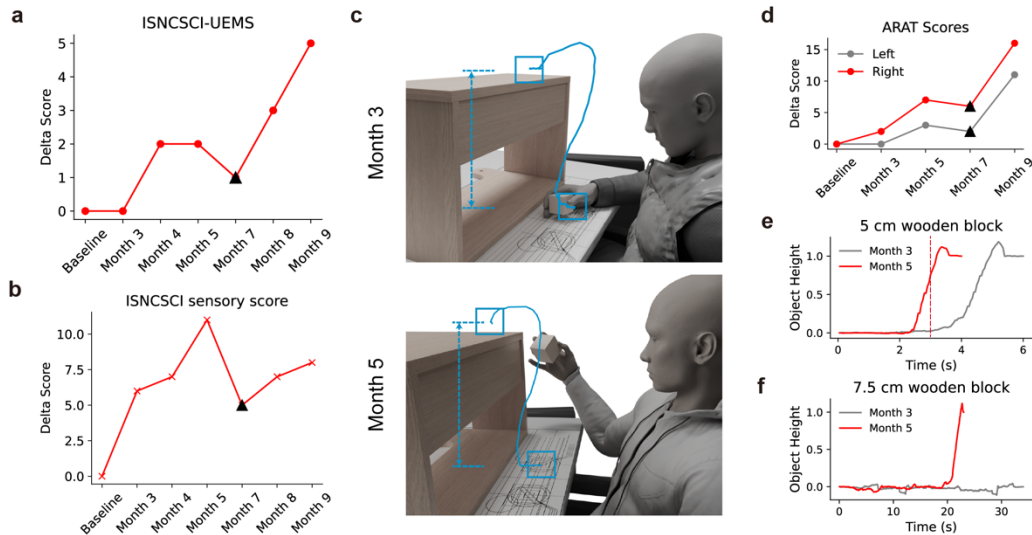 a
ISNCSCI-UEMS
Delta Score
5
4
3
2
1
0
Baseline
Month 3
Month 4
Month 5
Month 7
Month 8
Month 9
b
ISNCSCI sensory score
Delta Score
10.0
7.5
5.0
2.5
0.0
Baseline
Month 3
Month 4
Month 5
Month 7
Month 8
Month 9
c
Month 3
Month 5
d
ARAT Scores
Delta Score
15
10
5
0
Left
Right
Baseline
Month 3
Month 5
Month 7
Month 9
e
5 cm wooden block
Object Height
1.0
0.5
0.0
Month 3
Month 5
0 2 4 6
Time (s)
f
7.5 cm wooden block
Object Height
1.0
0.5
0.0
Month 3
Month 5
0 10 20 30
Time (s)